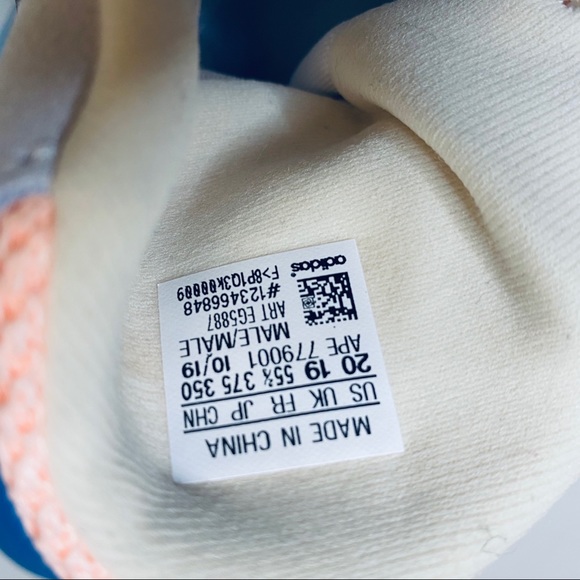 MADE IN CHINA
US UK FR JP CHN
20 19 55⅔ 375 350
APE 779001 10/19
MALE/MALE
ART EG5887
#123466848
F>8P1Q3k00009
adidas